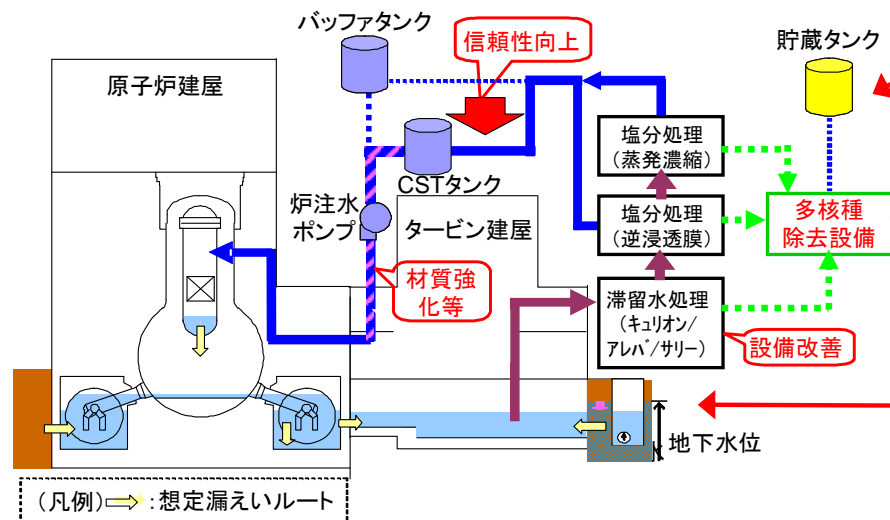 バッファタンク
信頼性向上
貯蔵タンク
原子炉建屋
塩分処理
(蒸発濃縮)
CSTタンク
炉注水
ポンプ
タービン建屋
塩分処理
(逆浸透膜)
多核種
除去設備
材質強
化等
滞留水処理
(キュリオン/
アレバ/サリー)
設備改善
地下水位
(凡例) :想定漏えいルート